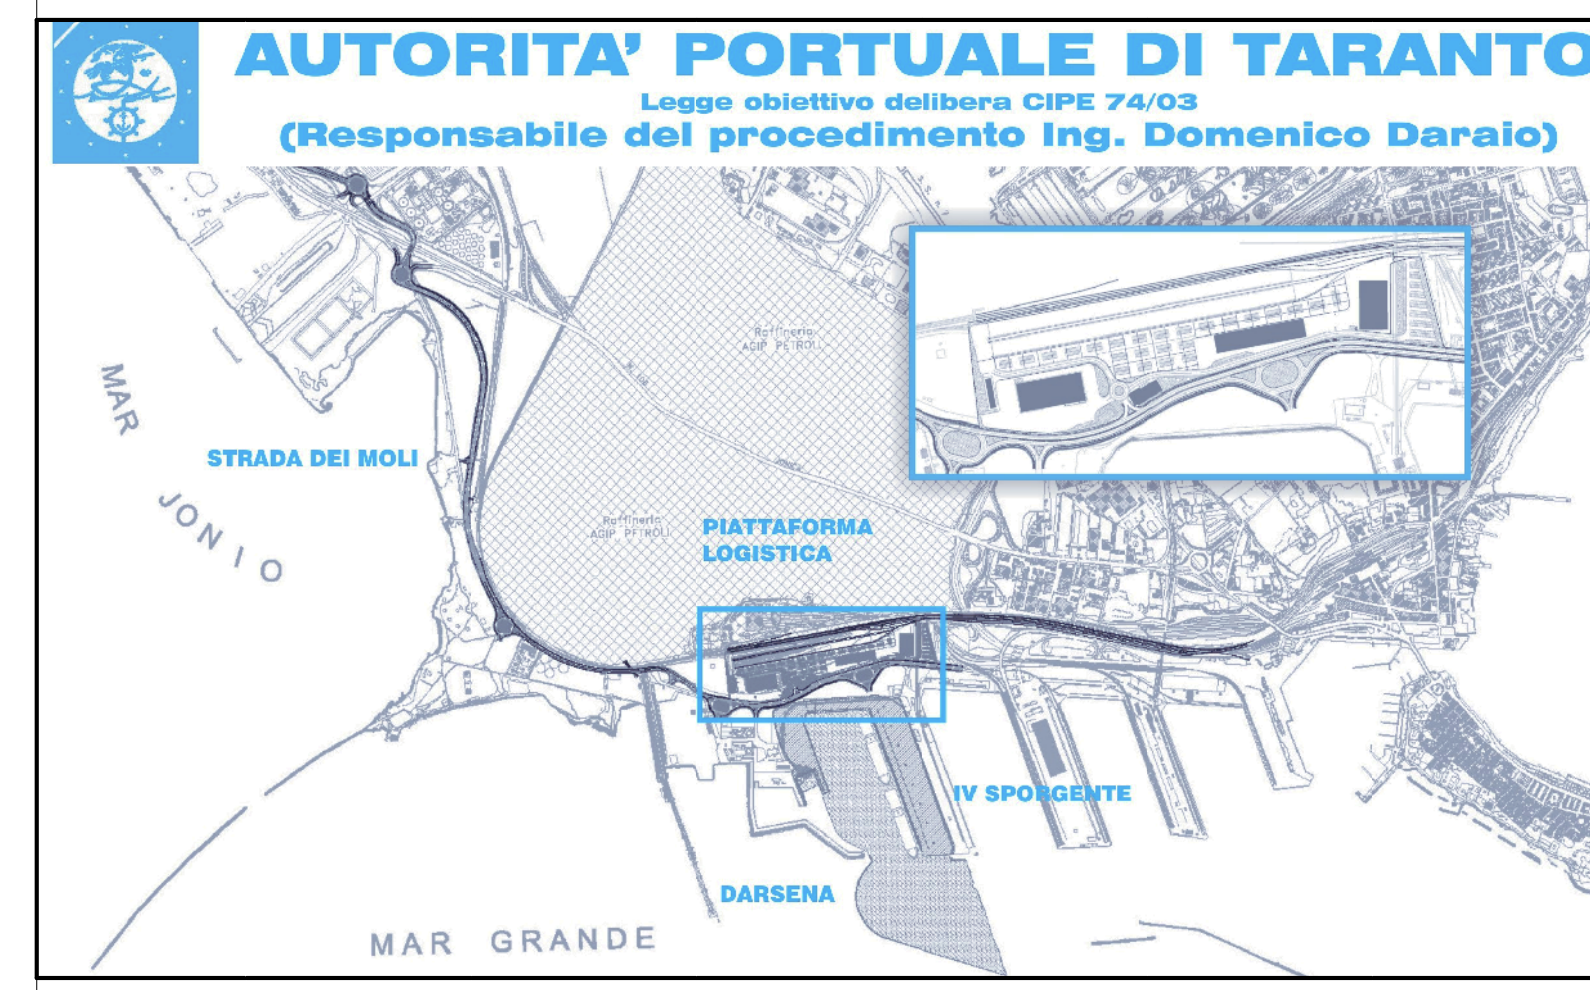 AUTORITA' PORTUALE DI TARANTO
Legge obiettivo delibera CIPE 74/03
(Responsabile del procedimento Ing. Domenico Daraio)
Raffineria
AGIP PETROLI
MAR
JONIO
STRADA DEI MOLI
Raffineria
AGIP PETROLI
PIATTAFORMA
LOGISTICA
IV SPORGENTE
DARSENA
MAR GRANDE